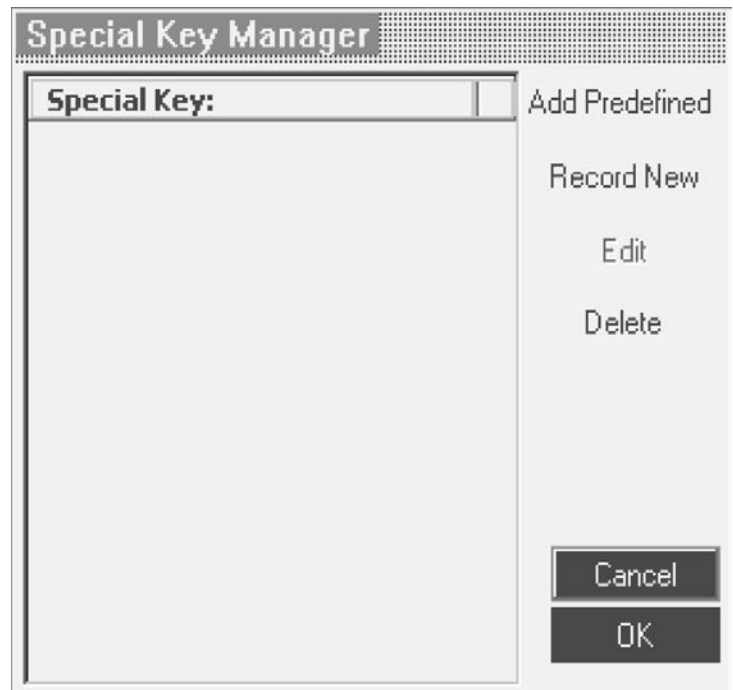 Special Key Manager
Special Key:
Add Predefined
Record New
Edit
Delete
Cancel
OK